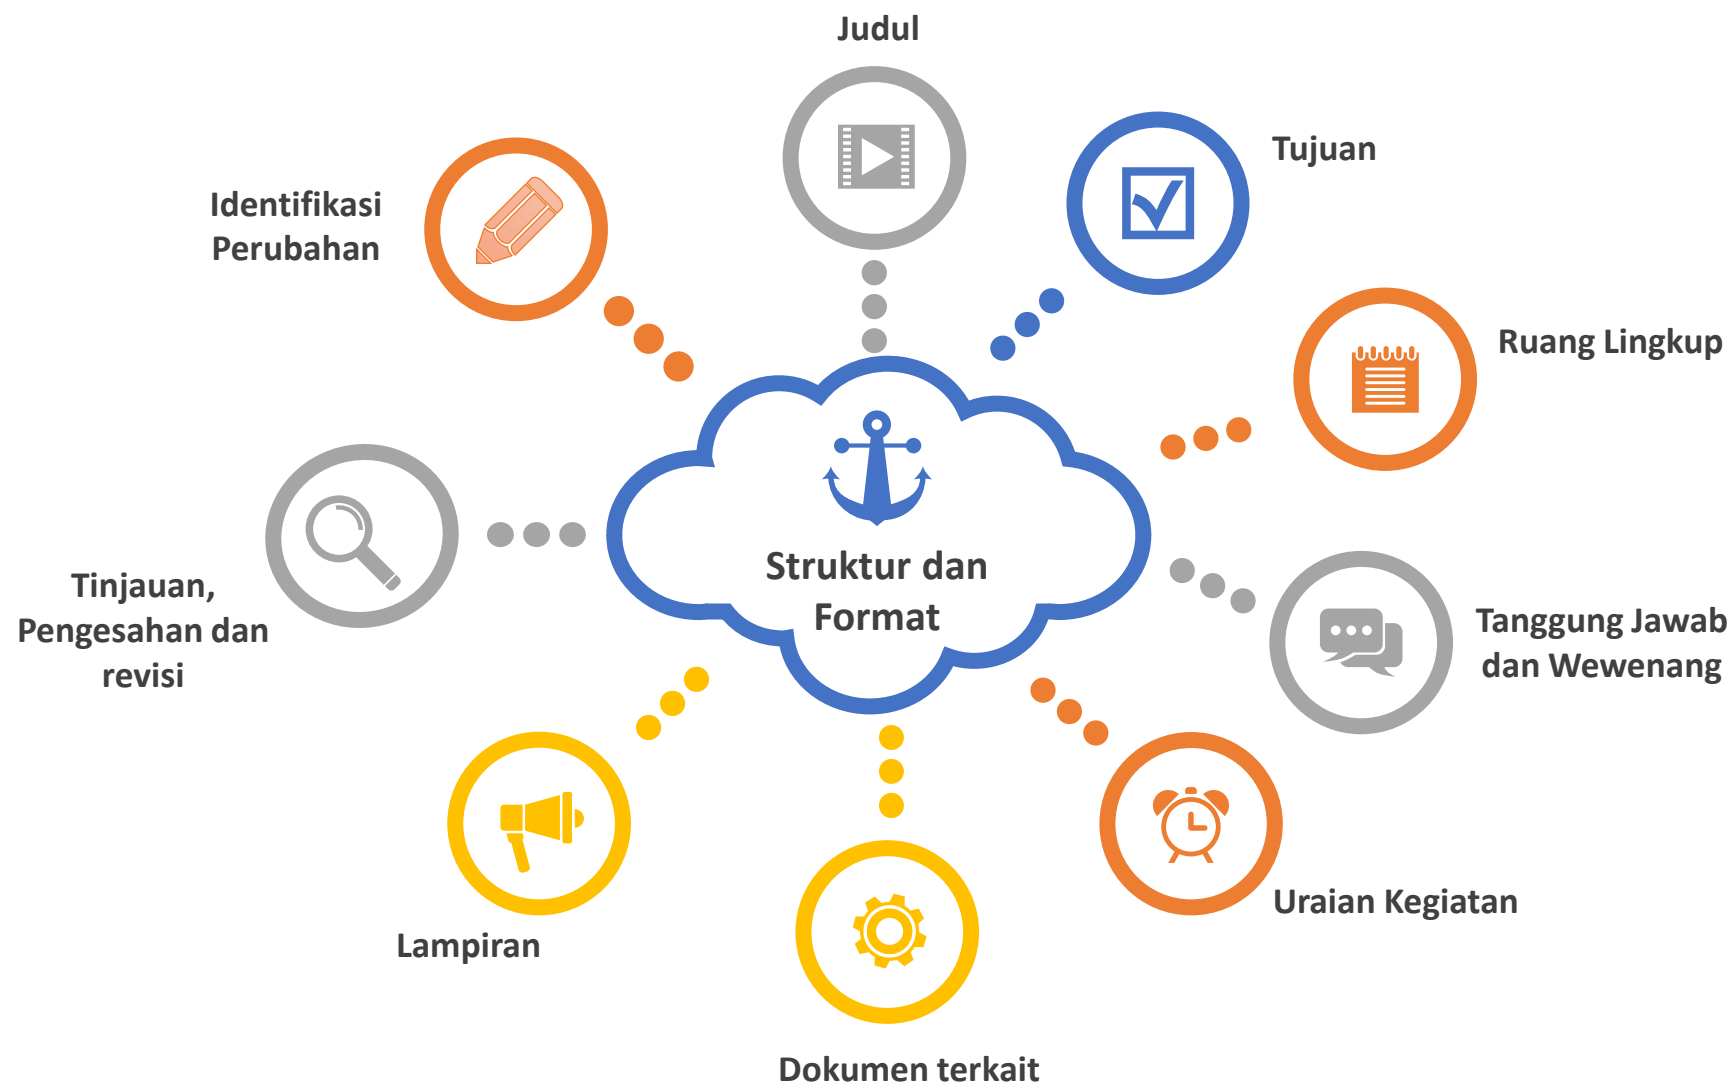 Judul
Tujuan
Ruang Lingkup
Tanggung Jawab
dan Wewenang
Uraian Kegiatan
Dokumen terkait
Lampiran
Tinjauan,
Pengesahan dan
revisi
Identifikasi
Perubahan
Struktur dan
Format